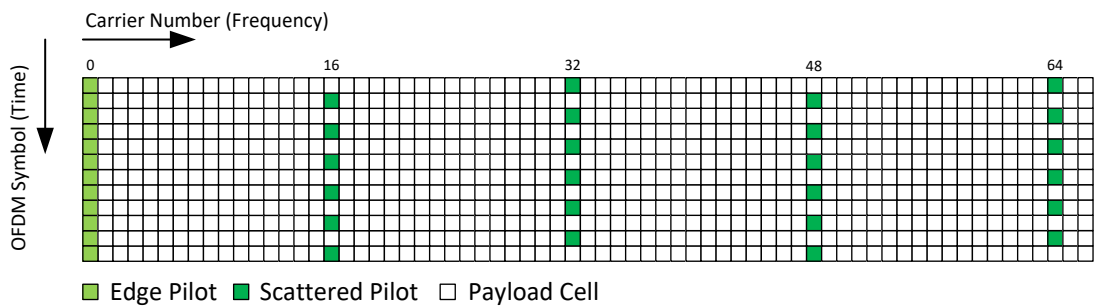 Carrier Number (Frequency)
OFDM Symbol (Time)
0 16 32 48 64
Edge Pilot Scattered Pilot Payload Cell